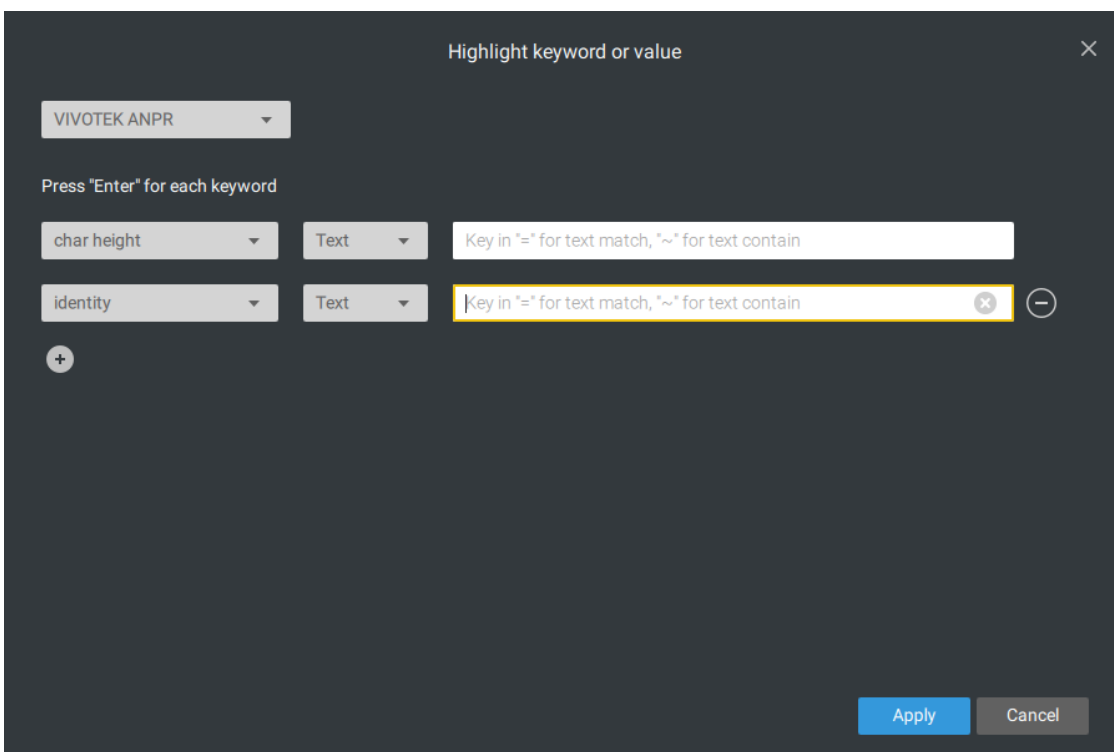 Highlight keyword or value
VIVOTEK ANPR
Press "Enter" for each keyword
char height Text Key in "=" for text match, "~" for text contain
identity Text Key in "=" for text match, "~" for text contain
Apply Cancel